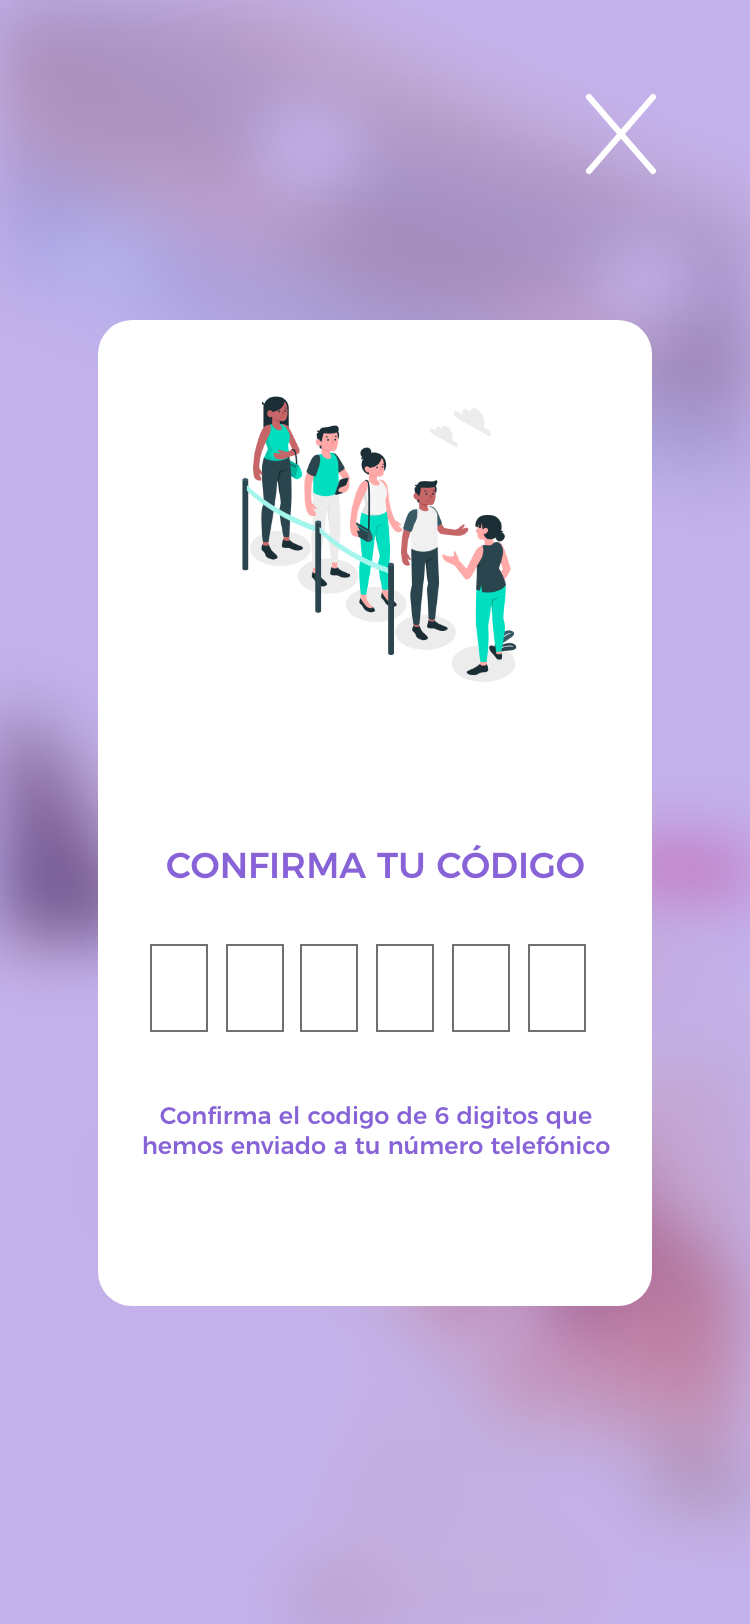 CONFIRMA TU CÓDIGO
Confirma el codigo de 6 digitos que
hemos enviado a tu número telefónico